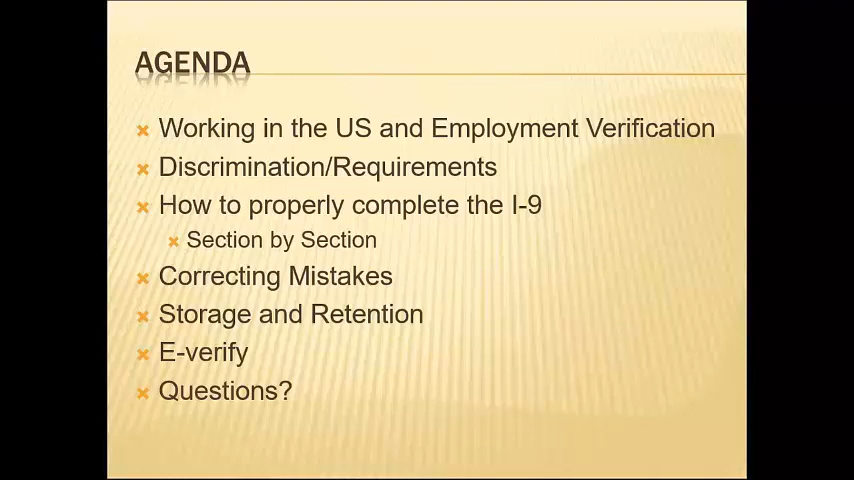 AGENDA
Working in the US and Employment Verification
Discrimination/Requirements
How to properly complete the I-9
Section by Section
Correcting Mistakes
Storage and Retention
E-verify
Questions?